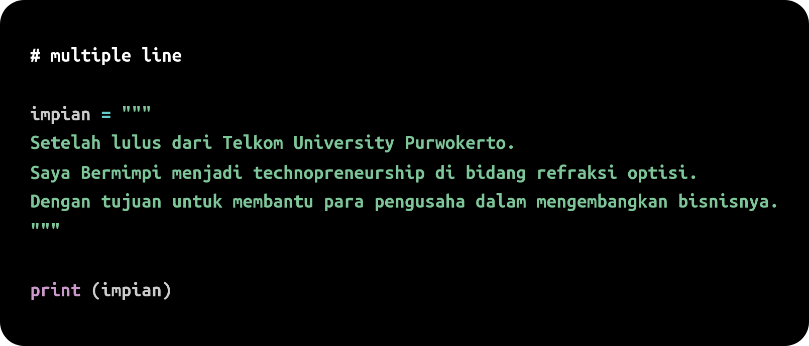 # multiple line
impian = """
Setelah lulus dari Telkom University Purwokerto.
Saya Bermimpi menjadi technopreneurship di bidang refraksi optisi.
Dengan tujuan untuk membantu para pengusaha dalam mengembangkan bisnisnya.
"""
print (impian)